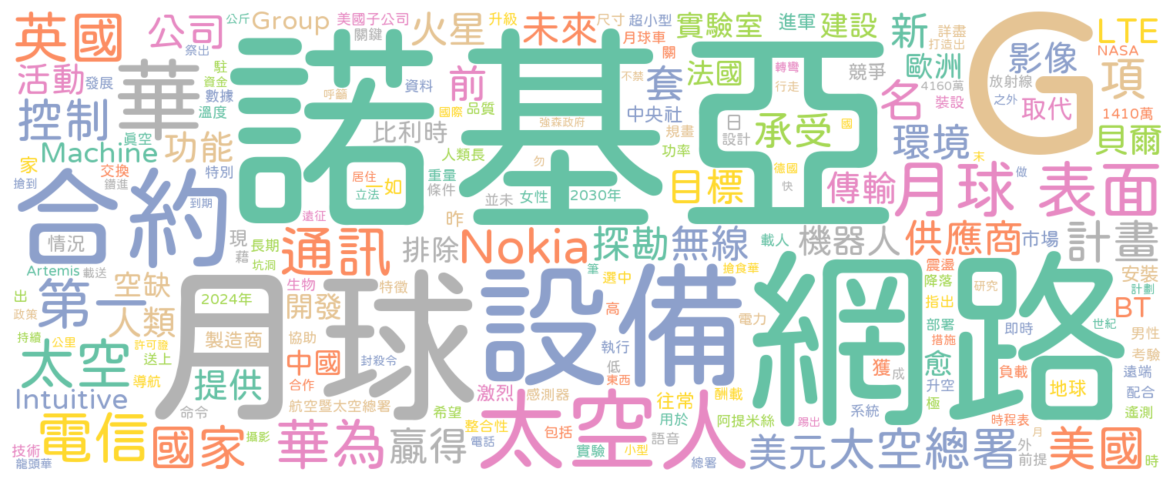 英國
公司
公斤
祭出
Group
美國子公司
關鍵
火星
升級
未來
尺寸
超小型
月球車
關
實驗室
進軍
建設
新
詳盡
打造出
G
影像
LTE
NASA
項
活動
發展
華
駐
資金
數據
溫度
諾基亞
呼籲
資料
前
國際
品質
強森政府
不禁
套
中央社
法國
轉彎
行走
競爭
歐洲
4160萬
裝設
放射線
之外
取代
1410萬
控制
真空
功能
比利時
人類長
勿
規畫
功率
日
設計
承受
國
名
環境
末
貝爾
Machine
家
搶到
交換
鐫進
特別
居住
立法
一如
重量
條件
並未
女性
2030年
目標
德國
快
傳輸
做
月球
表面
合約
到期
遠征
昨
情況
現
藉
長期
坑洞
通訊
排除
Nokia
探勘
無線
載人
機器人
供應商
市場
計畫
Artemis
載送
空缺
生物
特徵
筆
選中
搶食華
震盪
降落
研究
安裝
計劃
出
政策
第一
人類
2024年
月球
開發
設備
高
電力
網路
指出
BT
持續
公里
許可證
製造商
協助
封殺令
執行
低
部署
措施
即時
世紀
男性
考驗
太空
送上
導航
提供
中國
合作
東西
愈
獲
成
負載
遠端
Intuitive
命令
航空暨太空總署
激烈
感測器
希望
太空人
往常
酬載
升空
極
地球
配合
遙測
電信
技術
龍頭華
國家
攝影
華為
贏得
整合性
電話
包括
實驗
小型
用於
語音
阿提米絲
總署
系統
踢出
美元
太空總署
時程表
外
前提
月
美國
時